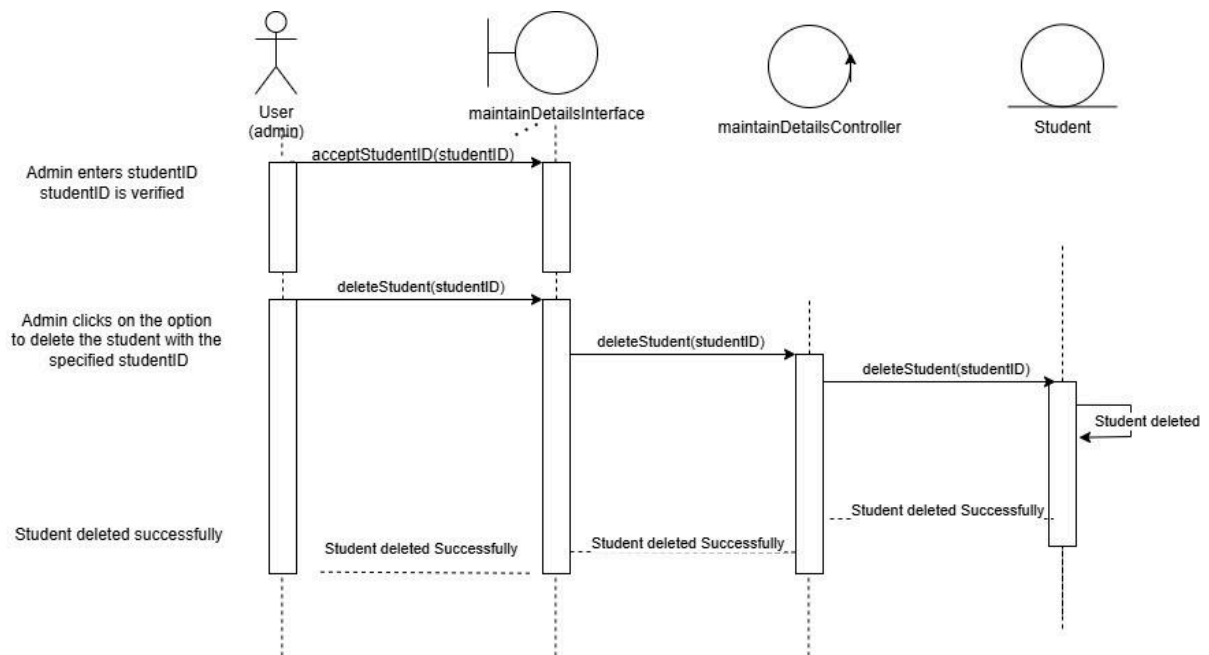 User
(admin)
maintainDetailsInterface
maintainDetailsController
Student
Admin enters studentID
studentID is verified
acceptStudentID(studentID)
deleteStudent(studentID)
Admin clicks on the option
to delete the student with the
specified studentID
deleteStudent(studentID)
deleteStudent(studentID)
Student deleted
Student deleted Successfully
Student deleted successfully
Student deleted Successfully
Student deleted Successfully